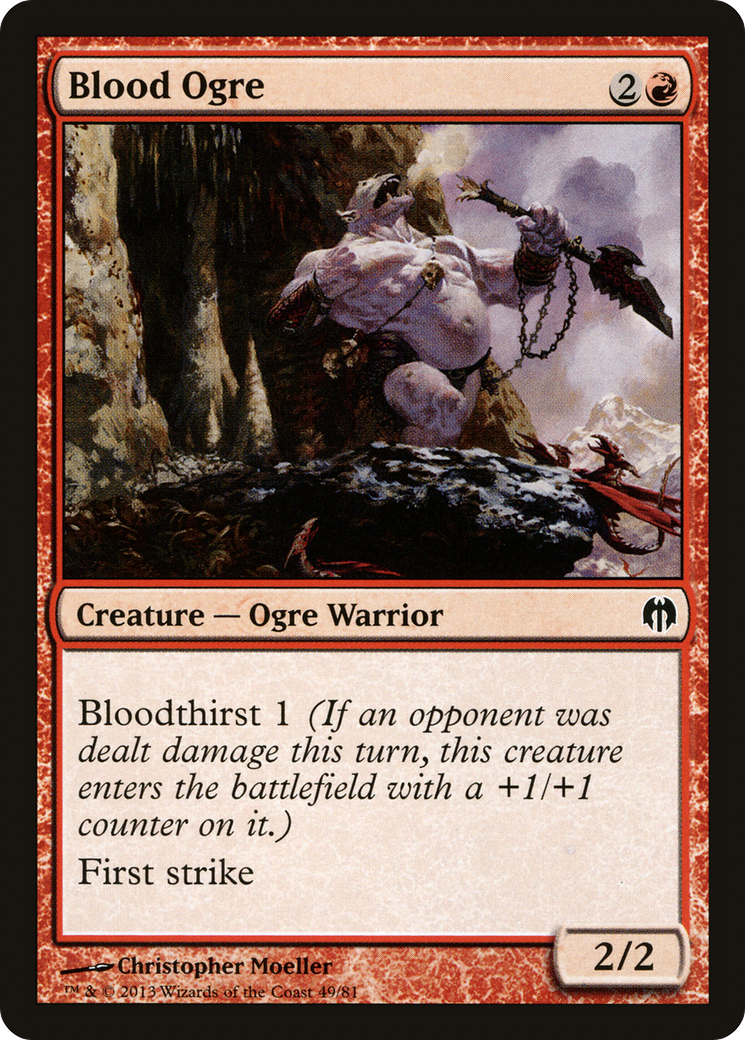 Blood Ogre 2
Creature — Ogre Warrior
Bloodthirst 1 (If an opponent was
dealt damage this turn, this creature
enters the battlefield with a +1/+1
counter on it.)
First strike
2/2
Christopher Moeller
™ & © 2013 Wizards of the Coast 49/81